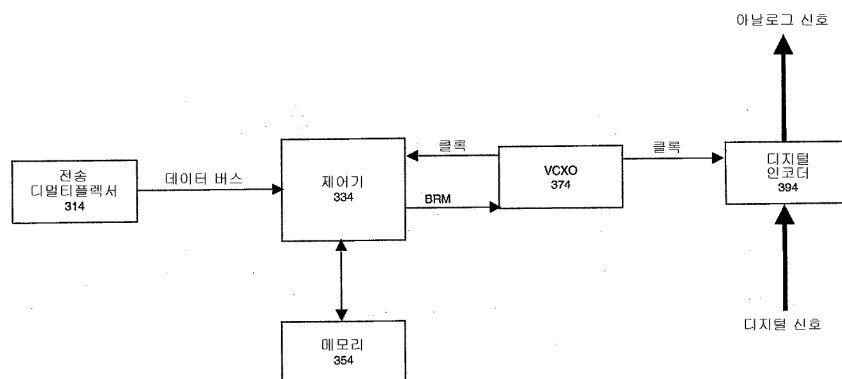 아날로그 신호
전송
디멀티플렉서
314
데이터 버스
제어기
334
클록
BRM
VCXO
374
클록
디지털
인코더
394
메모리
354
디지털 신호